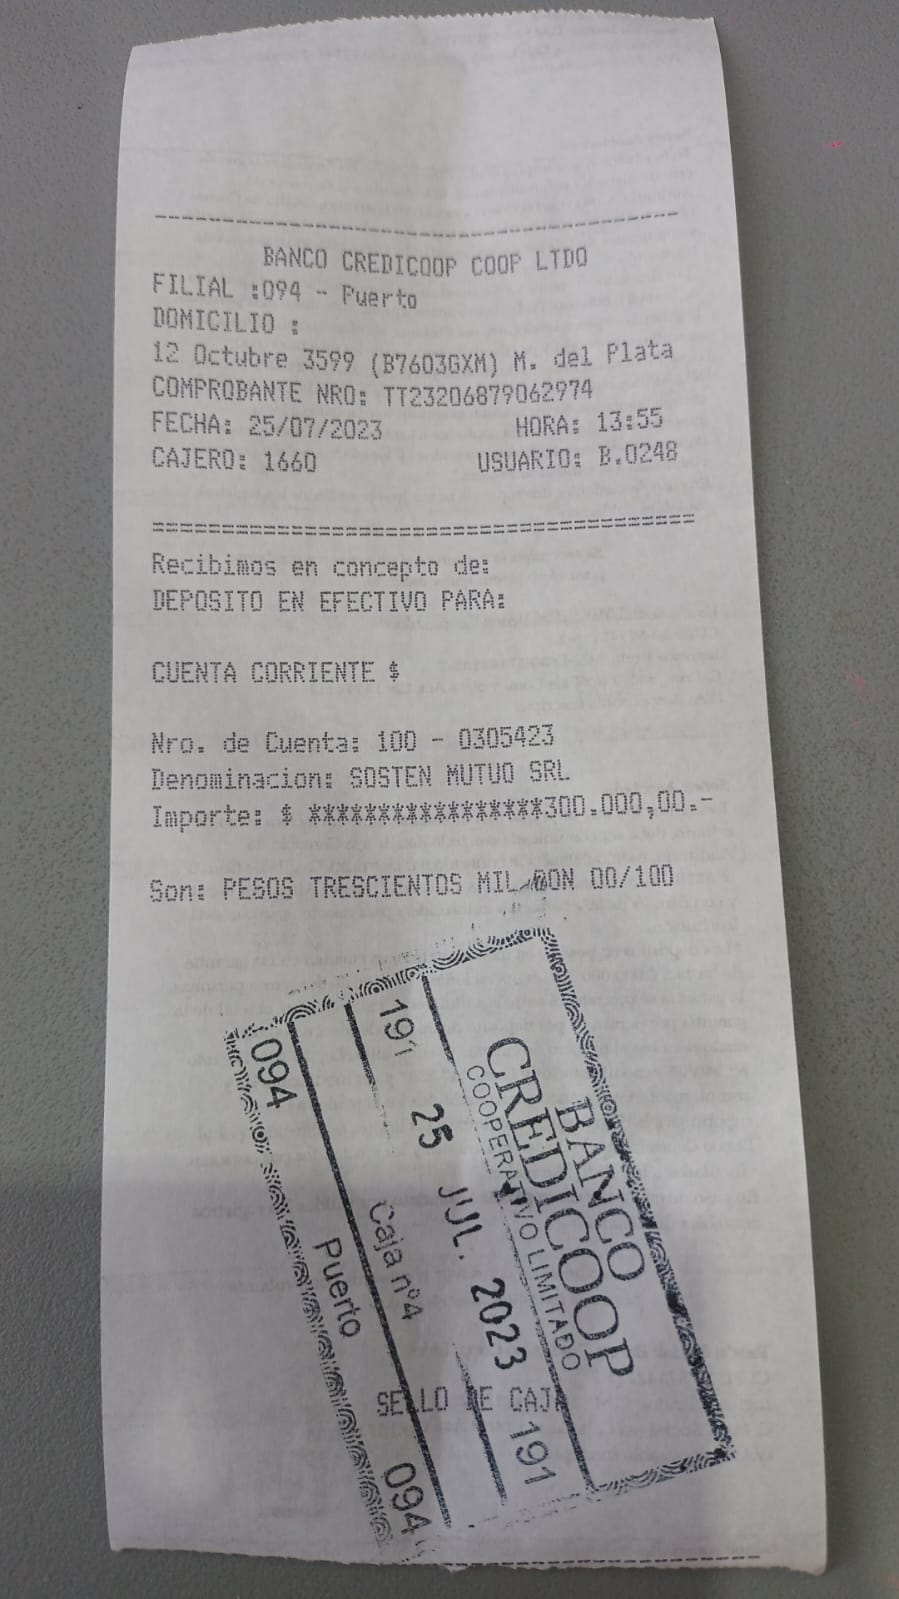 BANCO CREDICOOP COOP LTDO
FILIAL :094 - Puerto
DOMICILIO :
12 Octubre 3599 (B7603GXM) M. del Plata
COMPROBANTE NRO: TT23206879062974
FECHA: 25/07/2023 HORA: 13:55
CAJERO: 1660 USUARIO: B.0248
Recibimos en concepto de:
DEPOSITO EN EFECTIVO PARA:
CUENTA CORRIENTE $
Nro. de Cuenta: 100 - 0305423
Denominacion: SOSTEN MUTUO SRL
Importe: $ *****************300.000,00.-
Son: PESOS TRESCIENTOS MIL CON 00/100
BANCO
CREDICOOP
COOPERATIVO LIMITADO
191 25 JUL. 2023 191
Caja nº4
094 Puerto 094
SELLO DE CAJA